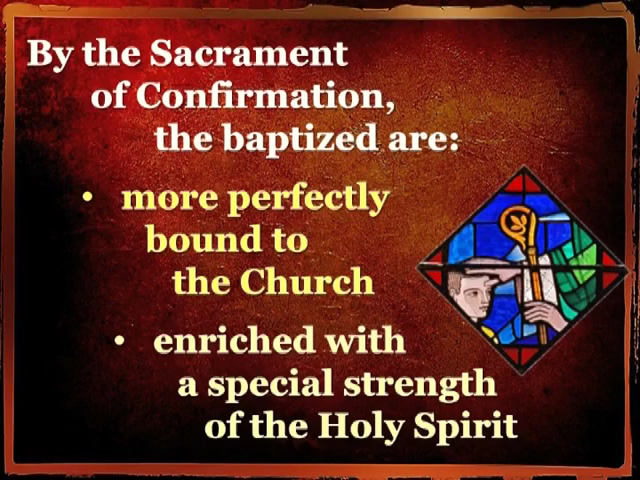 By the Sacrament
of Confirmation,
the baptized are:
• more perfectly
bound to
the Church
• enriched with
a special strength
of the Holy Spirit